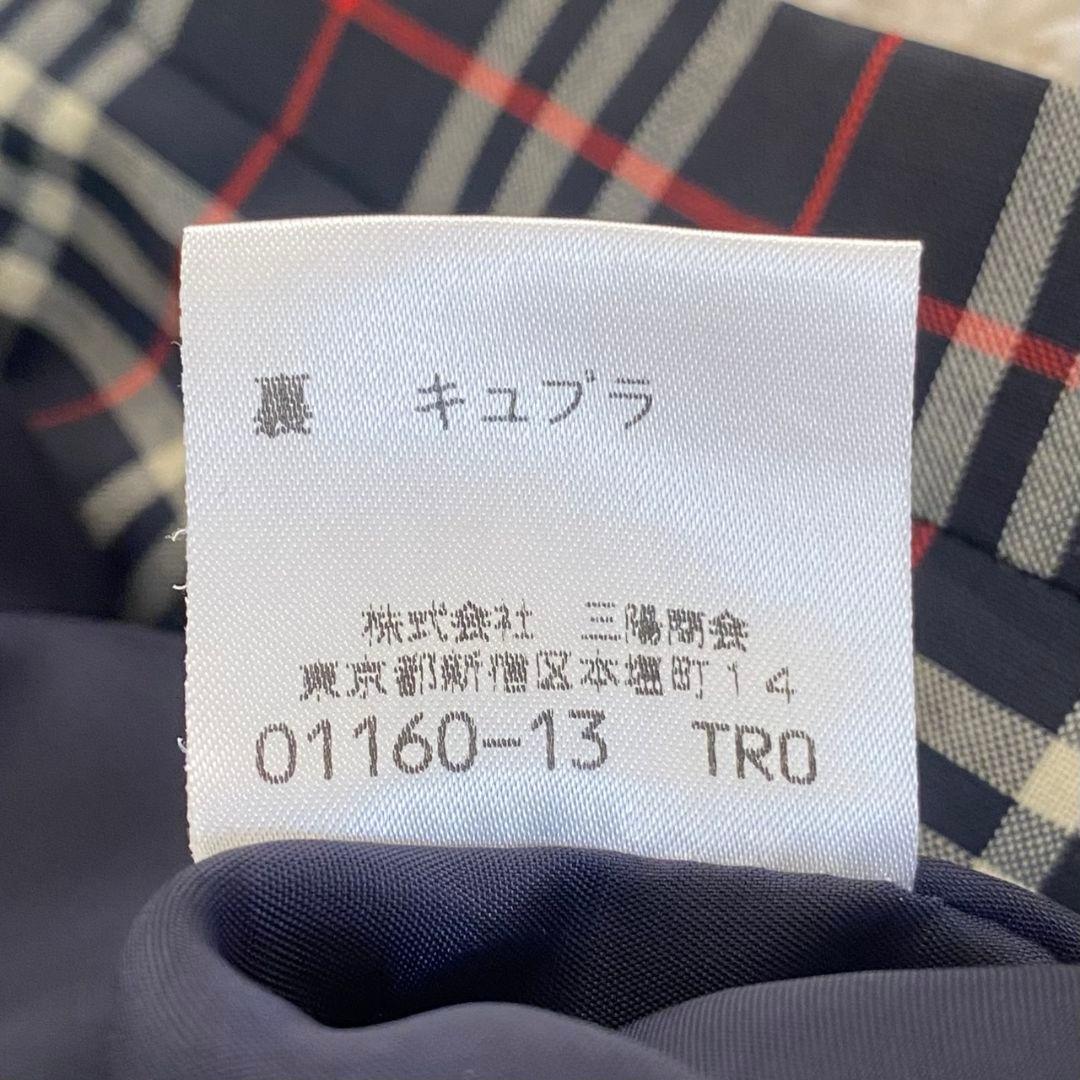 裏 キュプラ
株式会社 三陽商会
東京都新宿区本塩町14
01160-13 TRO